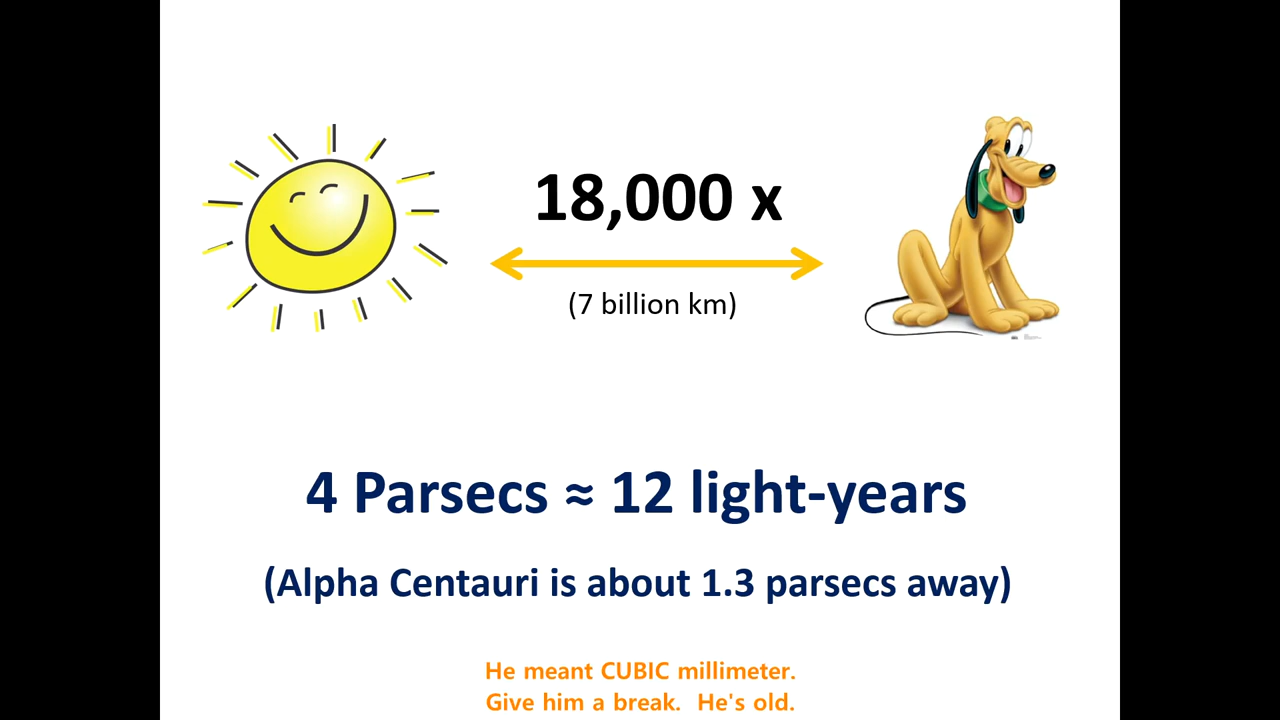 18,000 x
(7 billion km)
4 Parsecs ≈ 12 light-years
(Alpha Centauri is about 1.3 parsecs away)
He meant CUBIC millimeter.
Give him a break.  He's old.